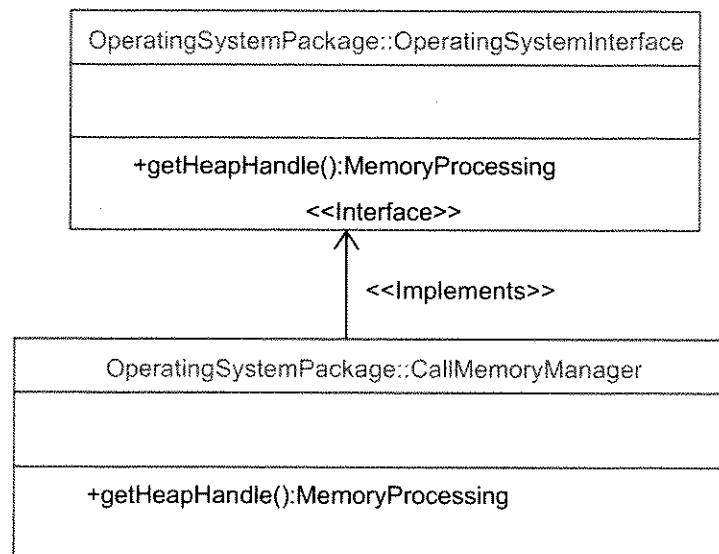 OperatingSystemPackage::OperatingSystemInterface
+getHeapHandle():MemoryProcessing
<<Interface>>
<<Implements>>
OperatingSystemPackage::CallMemoryManager
+getHeapHandle():MemoryProcessing